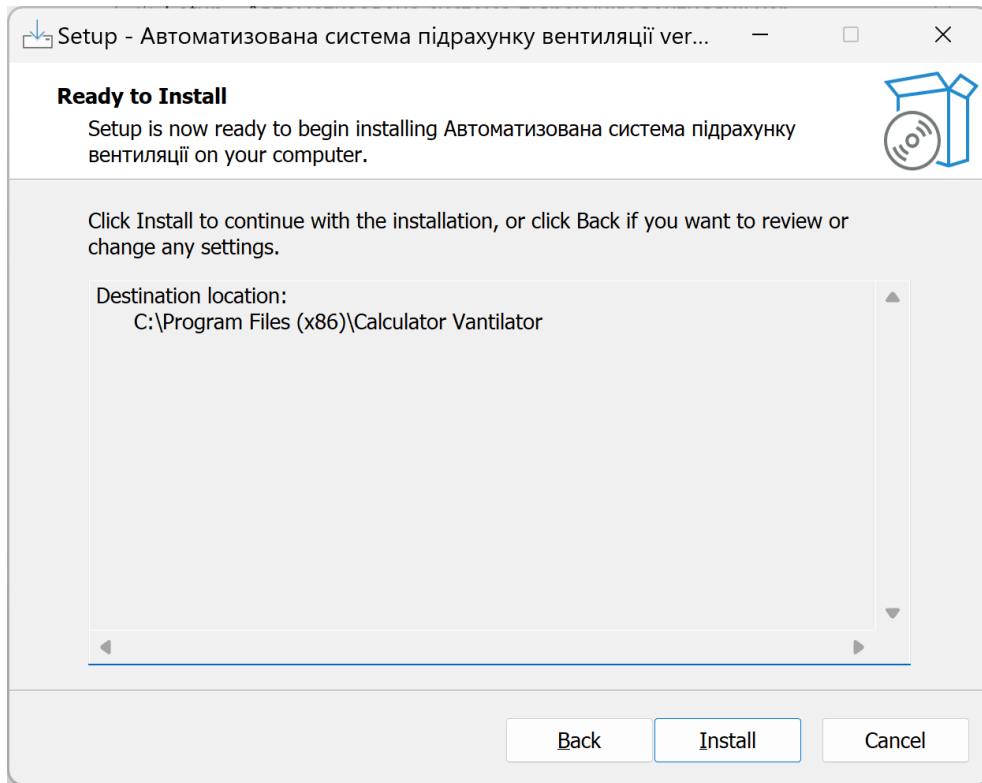 Setup - Автоматизована система підрахунку вентиляції ver...
Ready to Install
Setup is now ready to begin installing Автоматизована система підрахунку
вентиляції on your computer.
Click Install to continue with the installation, or click Back if you want to review or
change any settings.
Destination location:
C:\Program Files (x86)\Calculator Vantilator
Back
Install
Cancel